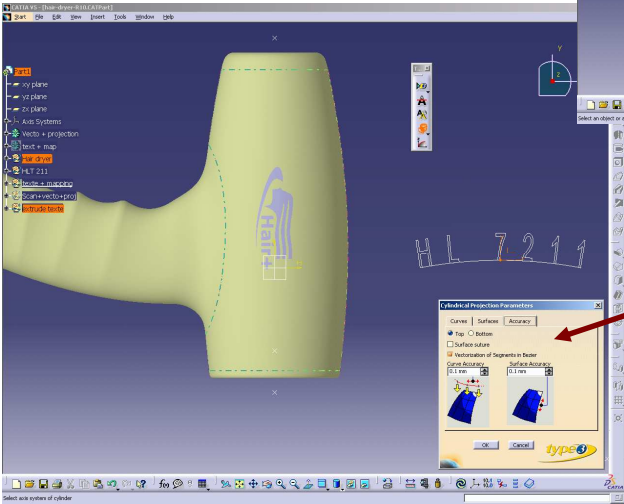 CATIA V5 - [hair-dryer-R10.CATPart]
Start File Edit View Insert Tools Window Help
Part1
xy plane
yz plane
zx plane
Axis Systems
Vecto + projection
text + map
Hair dryer
HLT 211
texte + mapping
Scan+vecto+proj
extrude texte
Hair+
HL 7211
y
z
Select an object or a
Cylindrical Projection Parameters
Curves Surfaces Accuracy
Top Bottom
Surface suture
Vectorization of Segments in Bezier
Curve Accuracy Surface Accuracy
0.1 mm 0.1 mm
OK Cancel
type3
CATIA
Select axis system of cylinder